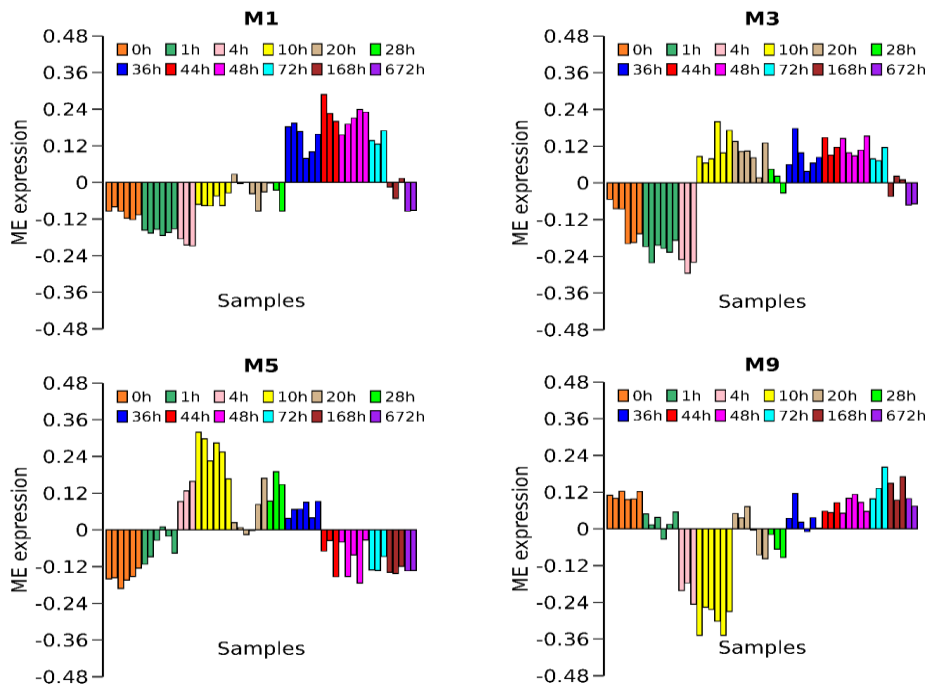 M1
0.48
0.36
0.24
0.12
0
-0.12
-0.24
-0.36
-0.48
ME expression
0h 1h 4h 10h 20h 28h
36h 44h 48h 72h 168h 672h
Samples
M3
0.48
0.36
0.24
0.12
0
-0.12
-0.24
-0.36
-0.48
ME expression
0h 1h 4h 10h 20h 28h
36h 44h 48h 72h 168h 672h
Samples
M5
0.48
0.36
0.24
0.12
0
-0.12
-0.24
-0.36
-0.48
ME expression
0h 1h 4h 10h 20h 28h
36h 44h 48h 72h 168h 672h
Samples
M9
0.48
0.36
0.24
0.12
0
-0.12
-0.24
-0.36
-0.48
ME expression
0h 1h 4h 10h 20h 28h
36h 44h 48h 72h 168h 672h
Samples